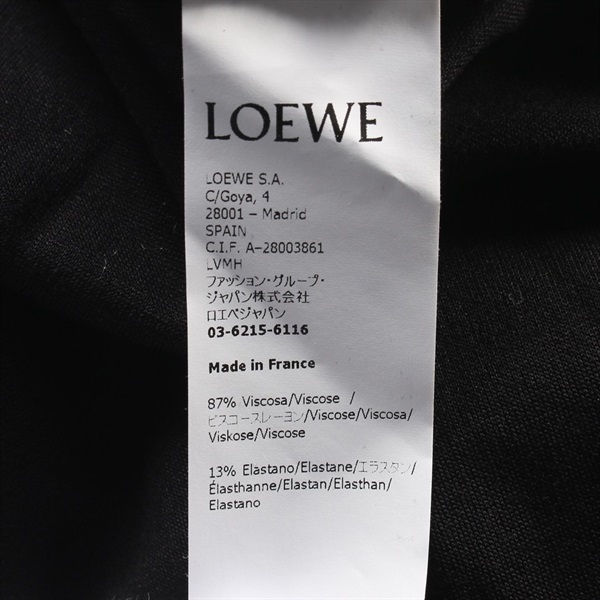 LOEWE
LOEWE S.A.
C/Goya, 4
28001 – Madrid
SPAIN
C.I.F. A-28003861
LVMH
ファッション・グループ・
ジャパン株式会社
ロエベジャパン
03-6215-6116
Made in France
87% Viscosa/Viscose /
ビスコースレーヨン/Viscose/Viscosa/
Viskose/Viscose
13% Elastano/Elastane/エラスタン/
Élasthanne/Elastan/Elasthan/
Elastano